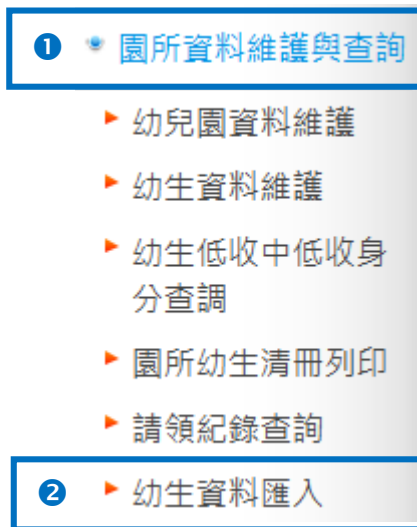 ❶ 園所資料維護與查詢
幼兒園資料維護
幼生資料維護
幼生低收中低收身
分查調
園所幼生清冊列印
請領紀錄查詢
❷ 幼生資料匯入